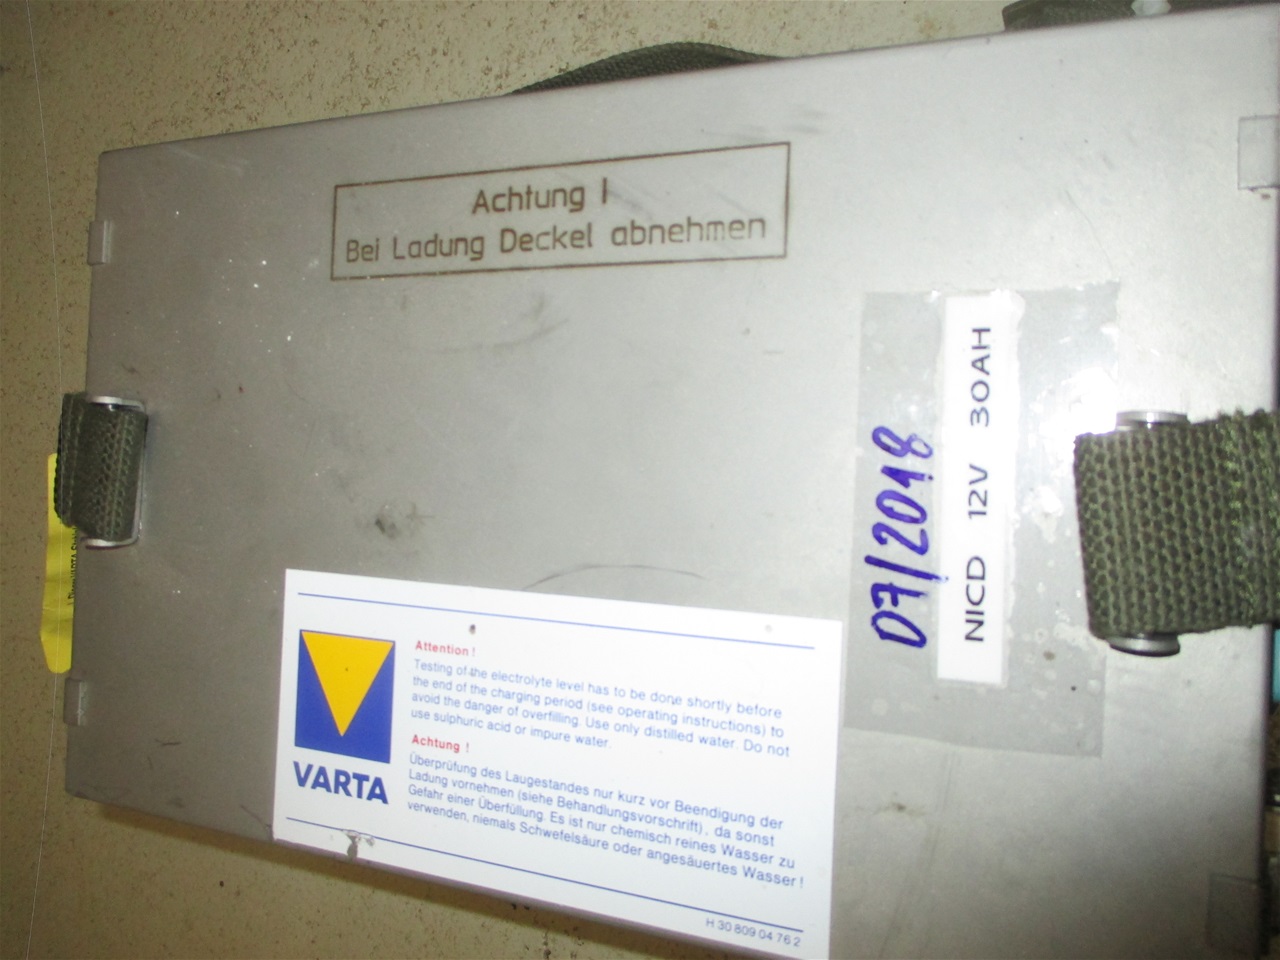 Achtung !
Bei Ladung Deckel abnehmen
NICD 12V 30AH
07/2018
VARTA
Attention!
Testing of the electrolyte level has to be done shortly before
the end of the charging period (see operating instructions) to
avoid the danger of overfilling. Use only distilled water. Do not
use sulphuric acid or impure water.
Achtung !
Überprüfung des Laugestandes nur kurz vor Beendigung der
Ladung vornehmen (siehe Behandlungsvorschrift), da sonst
Gefahr einer Überfüllung. Es ist nur chemisch reines Wasser zu
verwenden, niemals Schwefelsäure oder angesäuertes Wasser!
H 30 809 04 76 2